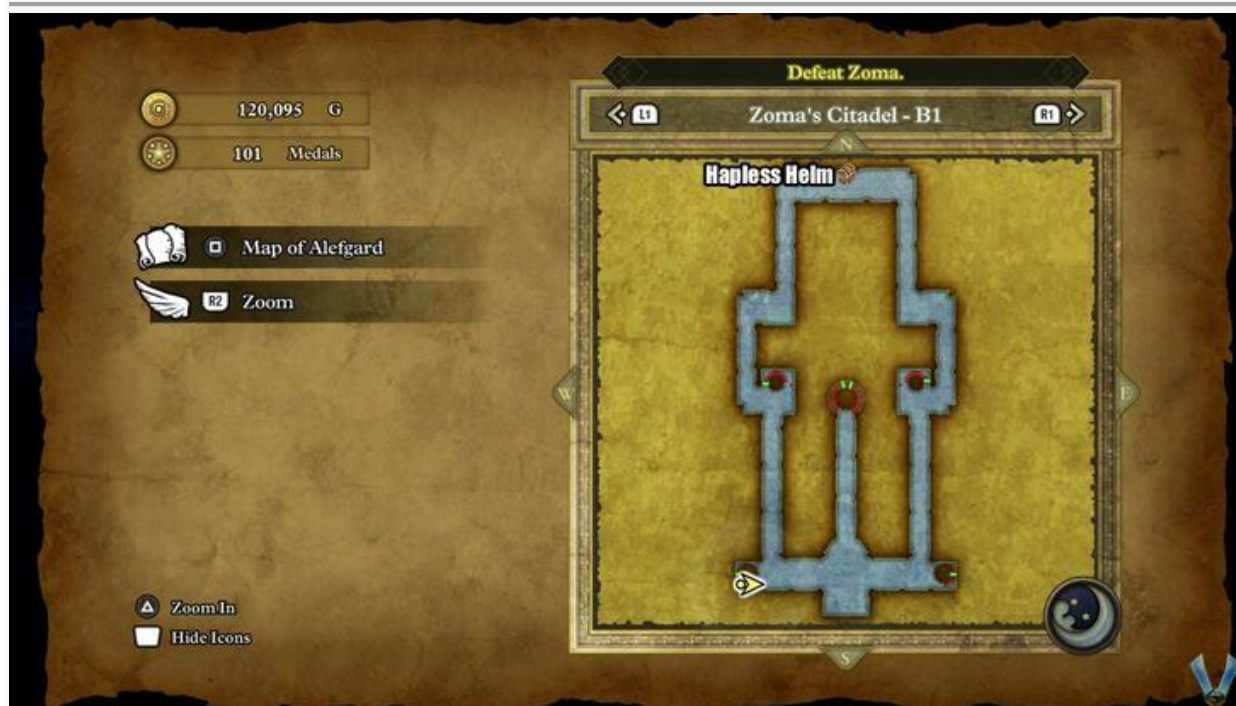 120,095 G
101 Medals
Map of Alefgard
R2 Zoom
Zoom In
Hide Icons
Defeat Zoma.
L1 Zoma's Citadel - B1 R1
N
Hapless Helm
W
E
S